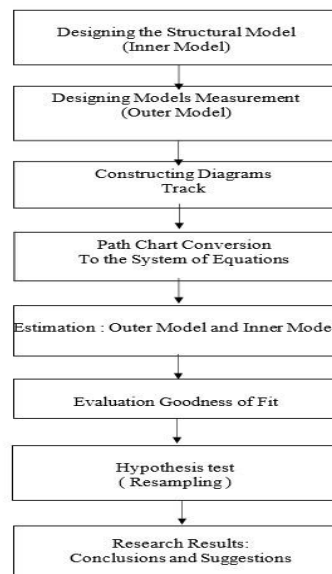 Designing the Structural Model
(Inner Model)
Designing Models Measurement
(Outer Model)
Constructing Diagrams
Track
Path Chart Conversion
To the System of Equations
Estimation : Outer Model and Inner Mode
Evaluation Goodness of Fit
Hypothesis test
( Resampling )
Research Results:
Conclusions and Suggestions